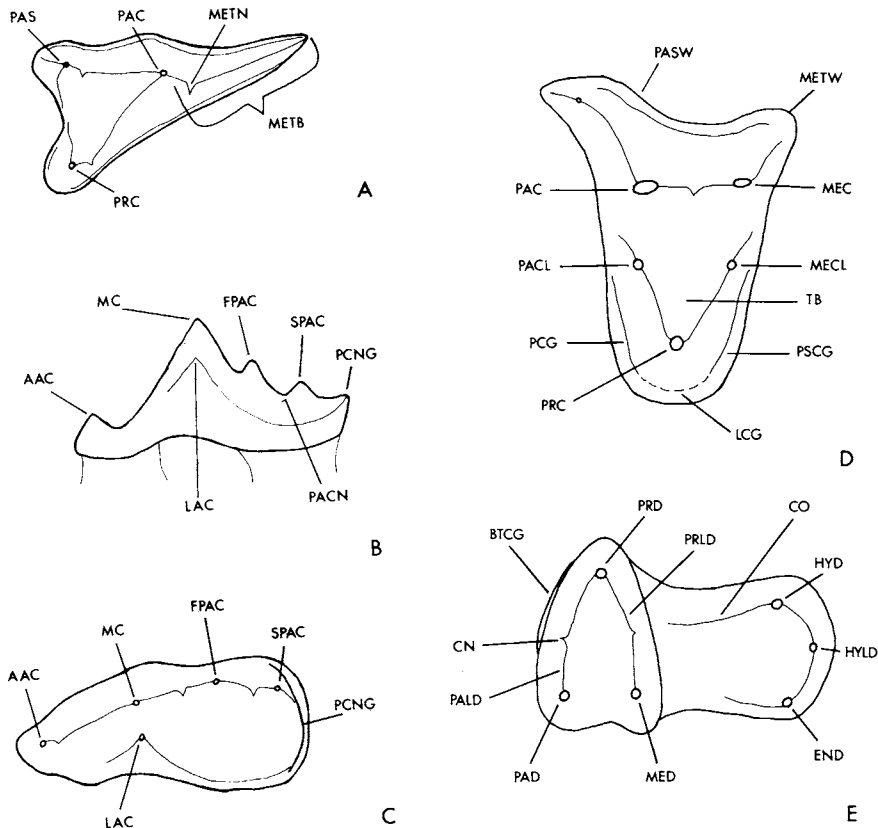 PAS PAC METN
METB
PRC
A
MC FPAC SPAC PCNG
AAC
LAC PACN
B
FPAC
MC SPAC
AAC
PCNG
LAC
C
PASW
METW
PAC MEC
PACL MECL
TB
PCG PSCG
PRC
LCG
D
PRD CO
BTCG PRLD HYD
CN
HYLD
PALD
PAD MED END
E